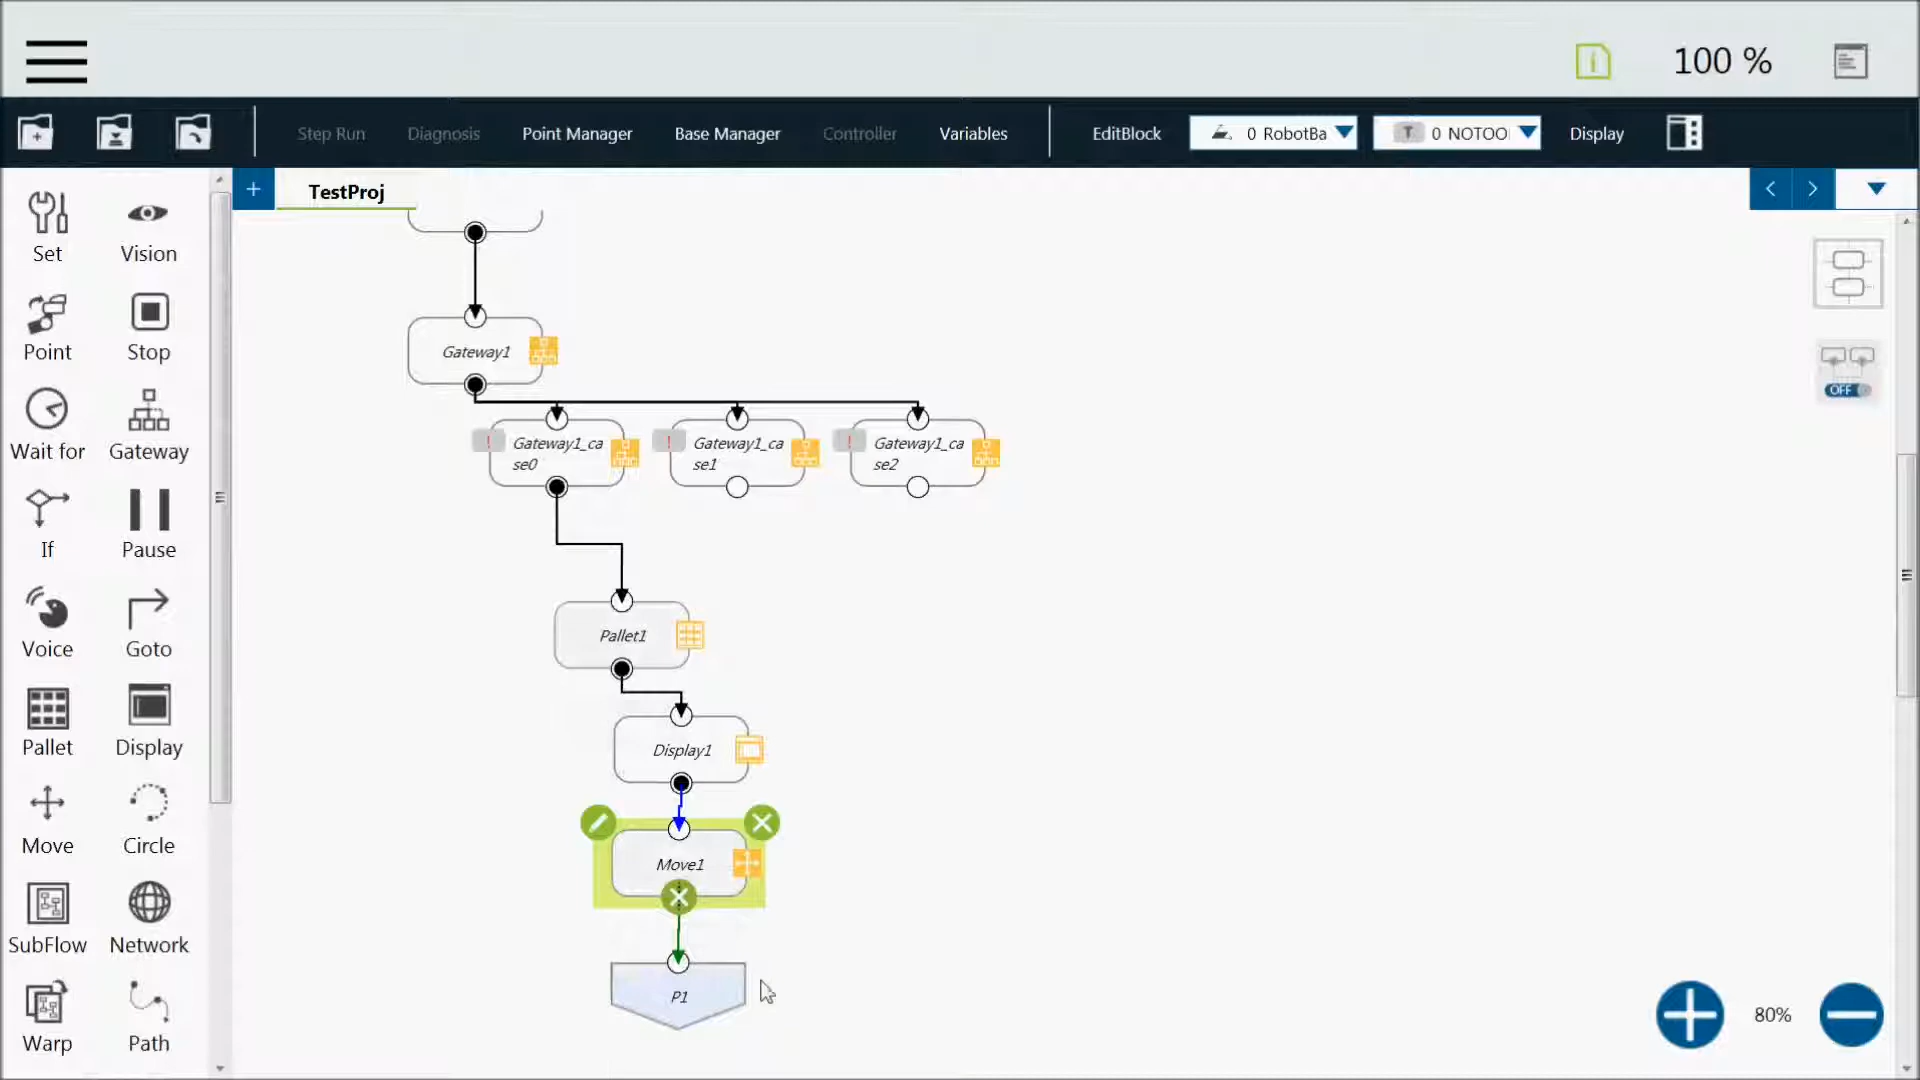 100 %
Step Run Diagnosis Point Manager Base Manager Controller Variables EditBlock 0 RobotBa T 0 NOTOO Display
TestProj
Set Vision
Point Stop
Wait for Gateway
If Pause
Voice Goto
Pallet Display
Move Circle
SubFlow Network
Warp Path
OFF
Gateway1
! Gateway1_ca
se0
! Gateway1_ca
se1
! Gateway1_ca
se2
Pallet1
Display1
Move1
P1
80%